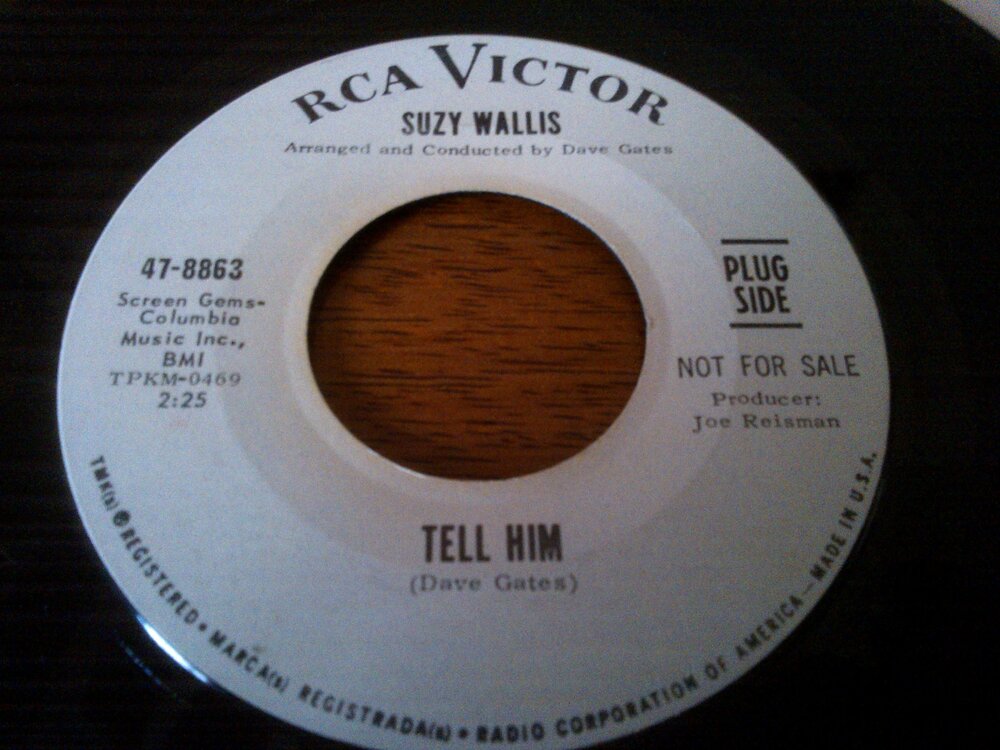 RCA VICTOR
SUZY WALLIS
Arranged and Conducted by Dave Gates
47-8863
Screen Gems-
Columbia
Music Inc.,
BMI
TPKM-0469
2:25
PLUG
SIDE
NOT FOR SALE
Producer:
Joe Reisman
TELL HIM
(Dave Gates)
TMK(s) ® REGISTERED • MARCA(s) REGISTRADA(s) • RADIO CORPORATION OF AMERICA—MADE IN U.S.A.